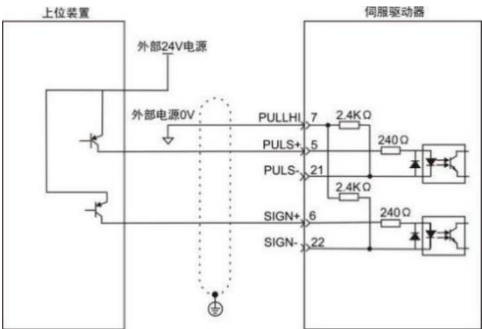 上位装置
伺服驱动器
外部24V电源
外部电源0V
PULLHI 7
2.4KΩ
PULS+ 5
240Ω
PULS- 21
2.4KΩ
SIGN+ 6
240Ω
SIGN- 22